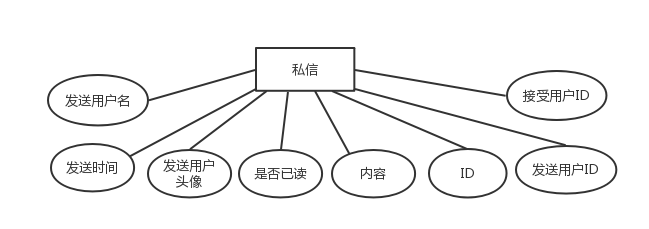 私信
发送用户名
接受用户ID
发送时间
发送用户
头像
是否已读
内容
ID
发送用户ID